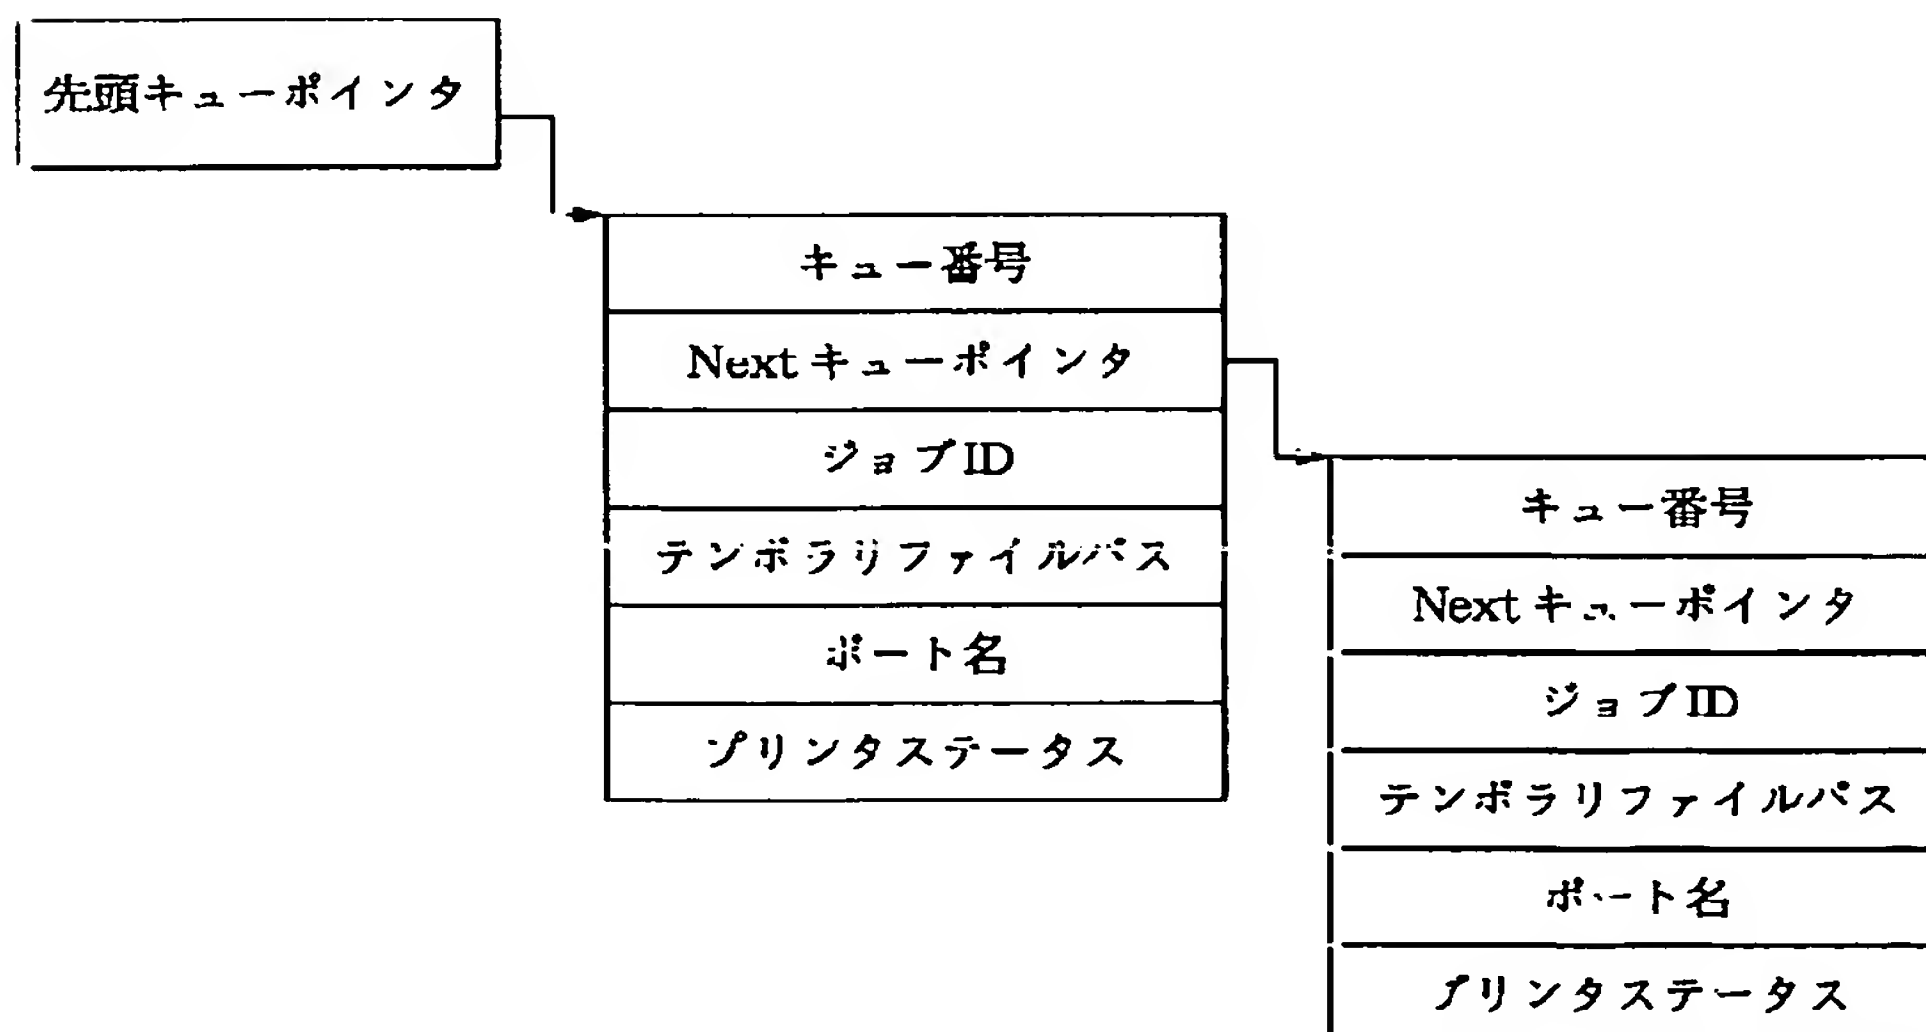 先頭キューポインタ
キュー番号
Nextキューポインタ
ジョブID
テンポラリファイルパス
ポート名
プリンタステータス
キュー番号
Nextキューポインタ
ジョブID
テンポラリファイルパス
ポート名
プリンタステータス